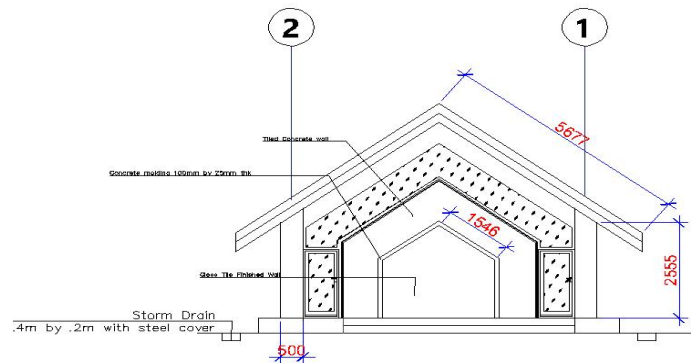 2
1
5677
Tiled Concrete wall
Concrete molding 100mm by 25mm thk
1546
2555
Gloss Tile Finished Wall
Storm Drain
.4m by .2m with steel cover
500